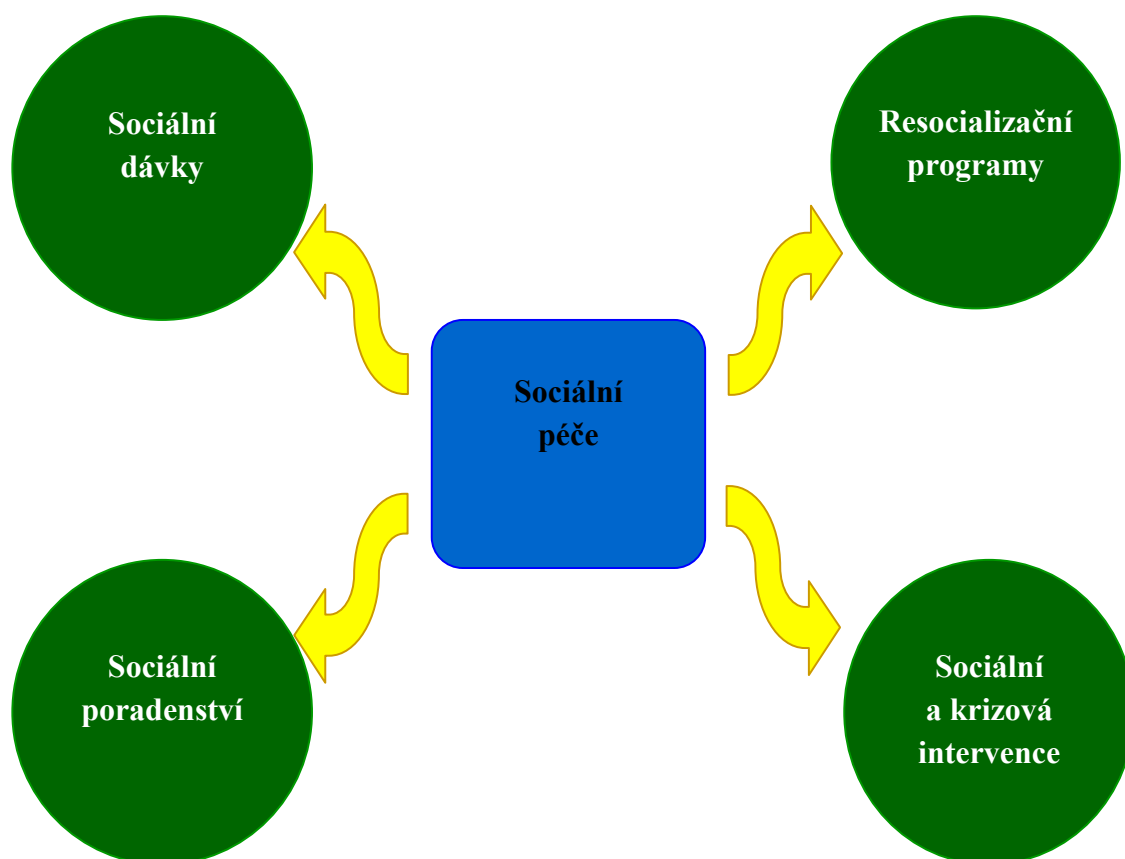 Sociální
dávky
Resocializační
programy
Sociální
péče
Sociální
poradenství
Sociální
a krizová
intervence